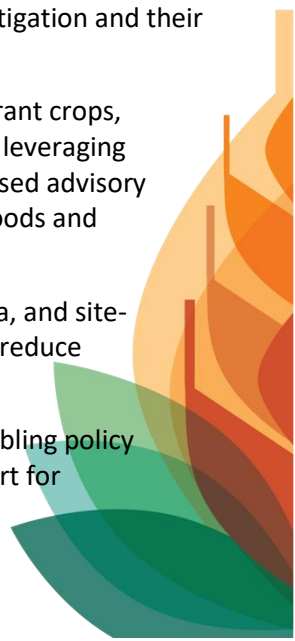 tigation and their
rant crops,
leveraging
sed advisory
oods and
a, and site-
reduce
bling policy
rt for